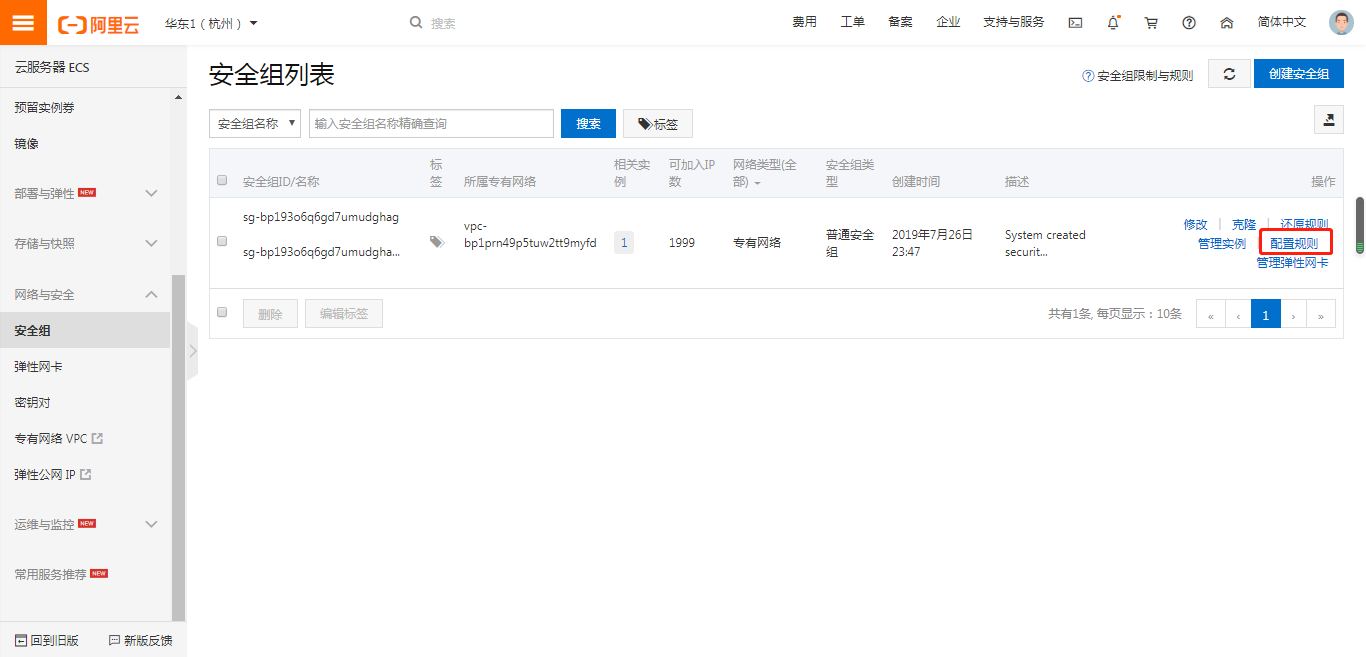 阿里云
华东1（杭州）
搜索
费用
工单
备案
企业
支持与服务
简体中文
云服务器 ECS
预留实例券
镜像
部署与弹性 NEW
存储与快照
网络与安全
安全组
弹性网卡
密钥对
专有网络 VPC
弹性公网 IP
运维与监控 NEW
常用服务推荐 NEW
回到旧版
新版反馈
安全组列表
安全组限制与规则
创建安全组
安全组名称
输入安全组名称精确查询
搜索
标签
安全组ID/名称
标
签
所属专有网络
相关实
例
可加入IP
数
网络类型(全
部)
安全组类
型
创建时间
描述
操作
sg-bp193o6q6gd7umudghag
sg-bp193o6q6gd7umudgha...
vpc-
bp1prn49p5tuw2tt9myfd
1
1999
专有网络
普通安全
组
2019年7月26日
23:47
System created
securit...
修改
克隆
还原规则
管理实例
配置规则
管理弹性网卡
删除
编辑标签
共有1条, 每页显示：10条
«
‹
1
›
»